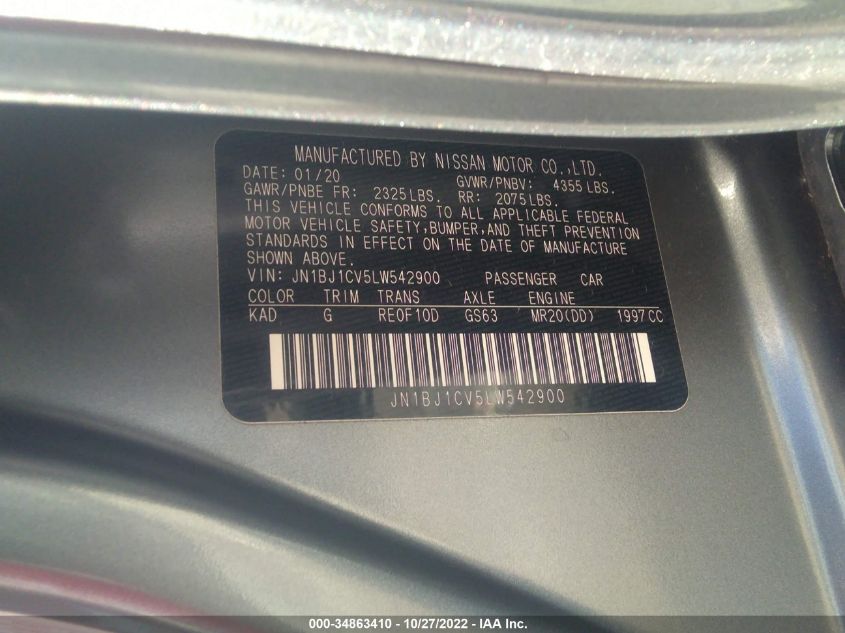 MANUFACTURED BY NISSAN MOTOR CO.,LTD.
DATE: 01/20 GVWR/PNBV: 4355 LBS.
GAWR/PNBE FR: 2325 LBS. RR: 2075 LBS.
THIS VEHICLE CONFORMS TO ALL APPLICABLE FEDERAL
MOTOR VEHICLE SAFETY,BUMPER,AND THEFT PREVENTION
STANDARDS IN EFFECT ON THE DATE OF MANUFACTURE
SHOWN ABOVE.
VIN: JN1BJ1CV5LW542900 PASSENGER CAR
COLOR TRIM TRANS AXLE ENGINE
KAD G RE0F10D GS63 MR20(DD) 1997CC
JN1BJ1CV5LW542900
000-34863410 | 10/27/2022 - IAA Inc.